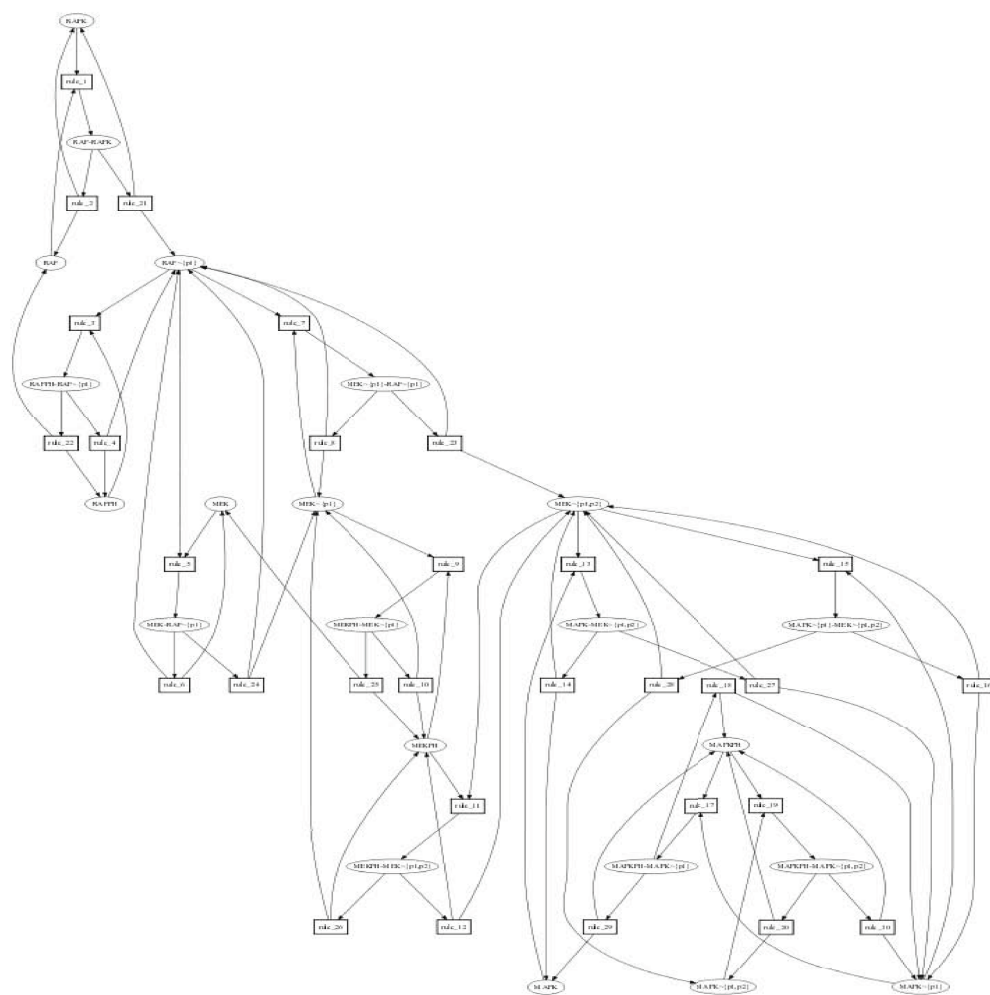 RAFK
rule_1
RAF-RAFK
rule_2
rule_21
RAF
RAF~{p1}
rule_3
rule_7
RAFPH-RAF~{p1}
MEK~{p1}-RAF~{p1}
rule_22
rule_4
rule_8
rule_23
RAFPH
MEK
MEK~{p1}
MEK~{p1,p2}
rule_5
rule_9
rule_13
rule_15
MEK-RAF~{p1}
MEKPH-MEK~{p1}
MAPK-MEK~{p1,p2}
MAPK~{p1}-MEK~{p1,p2}
rule_6
rule_24
rule_25
rule_10
rule_14
rule_28
rule_18
rule_27
rule_16
MEKPH
MAPKPH
rule_11
rule_17
rule_19
MEKPH-MEK~{p1,p2}
MAPKPH-MAPK~{p1}
MAPKPH-MAPK~{p1,p2}
rule_26
rule_12
rule_29
rule_20
rule_30
MAPK
MAPK~{p1,p2}
MAPK~{p1}